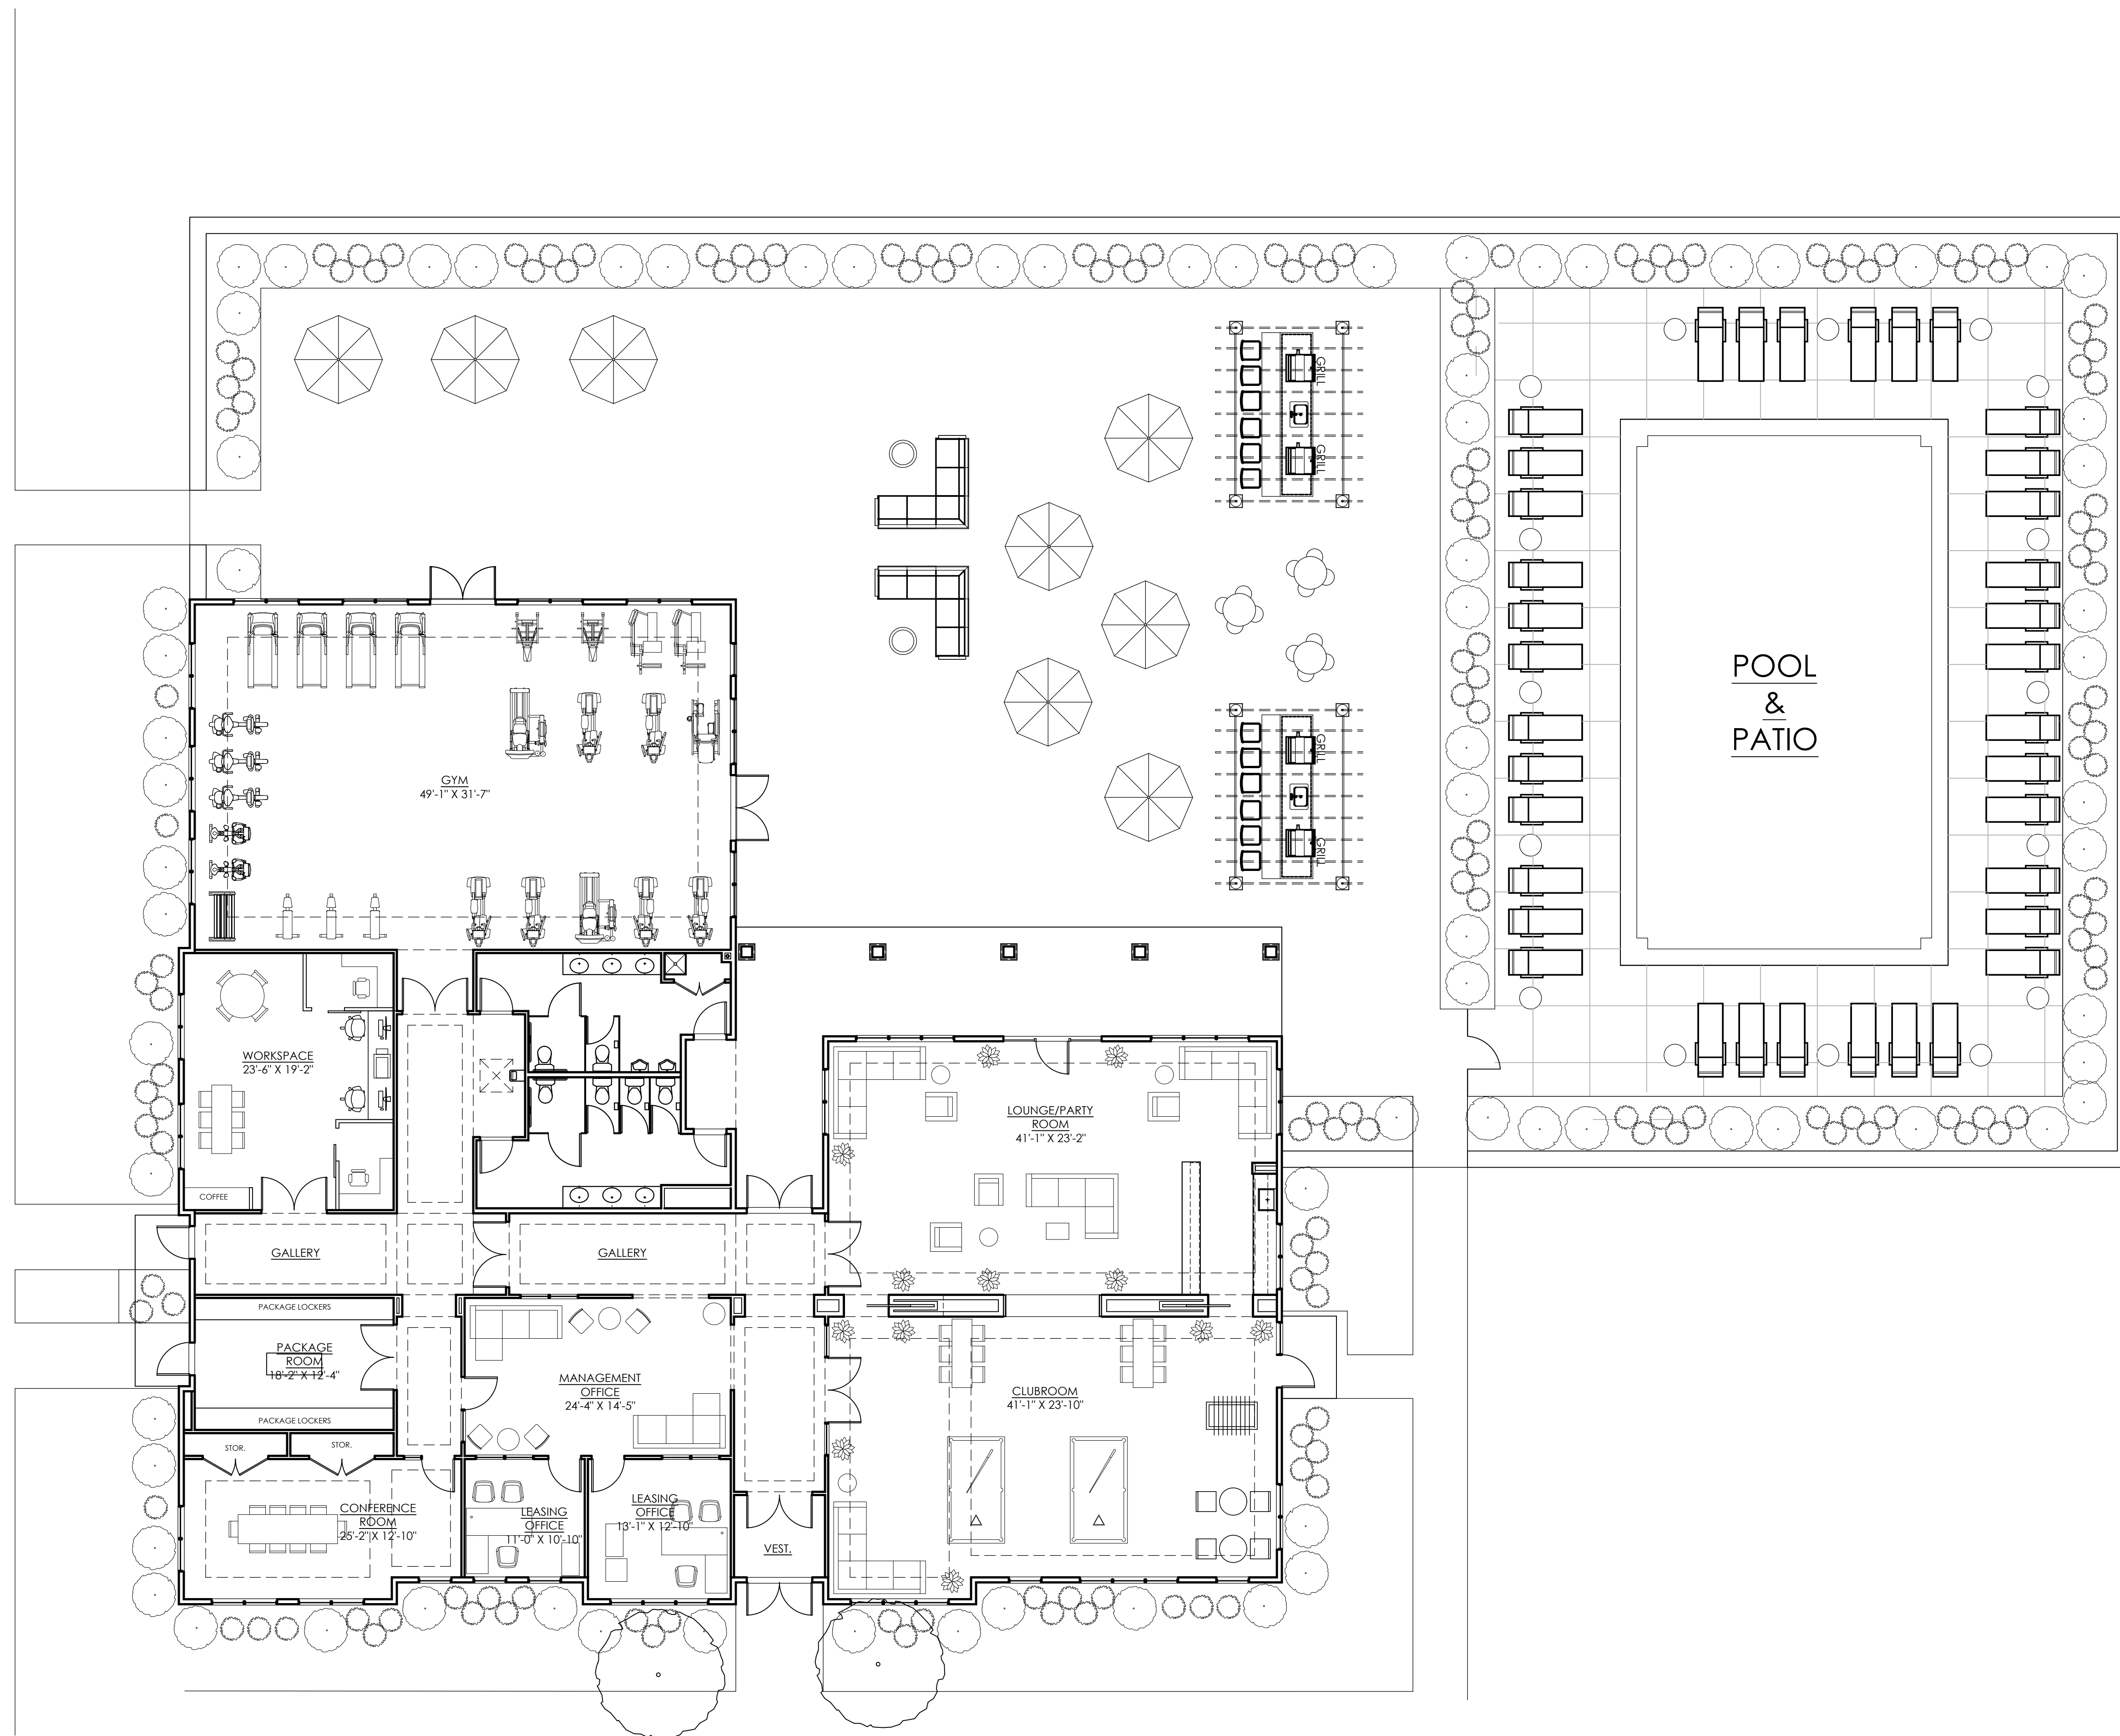 GRILL
GRILL
POOL
&
PATIO
GRILL
GRILL
GYM
49'-1" X 31'-7"
WORKSPACE
23'-6" X 19'-2"
COFFEE
LOUNGE/PARTY
ROOM
41'-1" X 23'-2"
GALLERY
GALLERY
PACKAGE LOCKERS
PACKAGE
ROOM
18'-2" X 12'-4"
PACKAGE LOCKERS
MANAGEMENT
OFFICE
24'-4" X 14'-5"
CLUBROOM
41'-1" X 23'-10"
STOR.
STOR.
CONFERENCE
ROOM
25'-2" X 12'-10"
LEASING
OFFICE
11'-0" X 10'-10"
LEASING
OFFICE
13'-1" X 12'-10"
VEST.